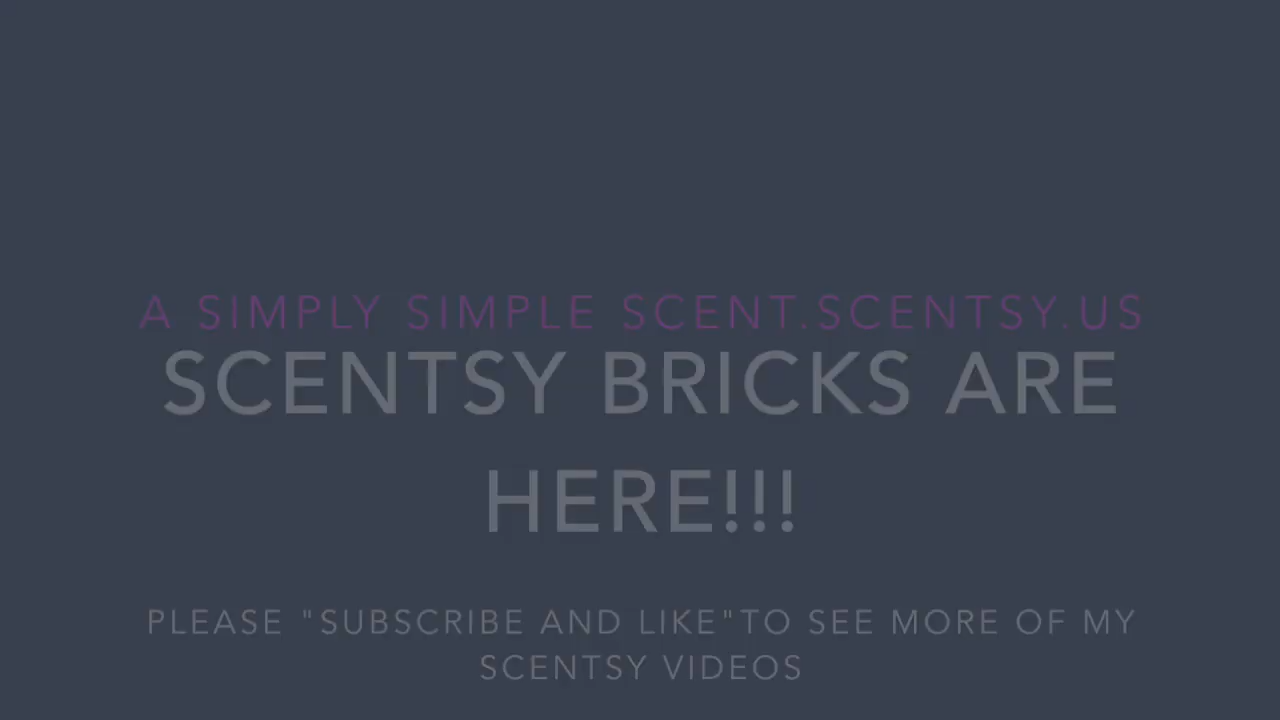 A SIMPLY SIMPLE SCENT.SCENTSY.US
SCENTSY BRICKS ARE
HERE!!!
PLEASE "SUBSCRIBE AND LIKE"TO SEE MORE OF MY
SCENTSY VIDEOS